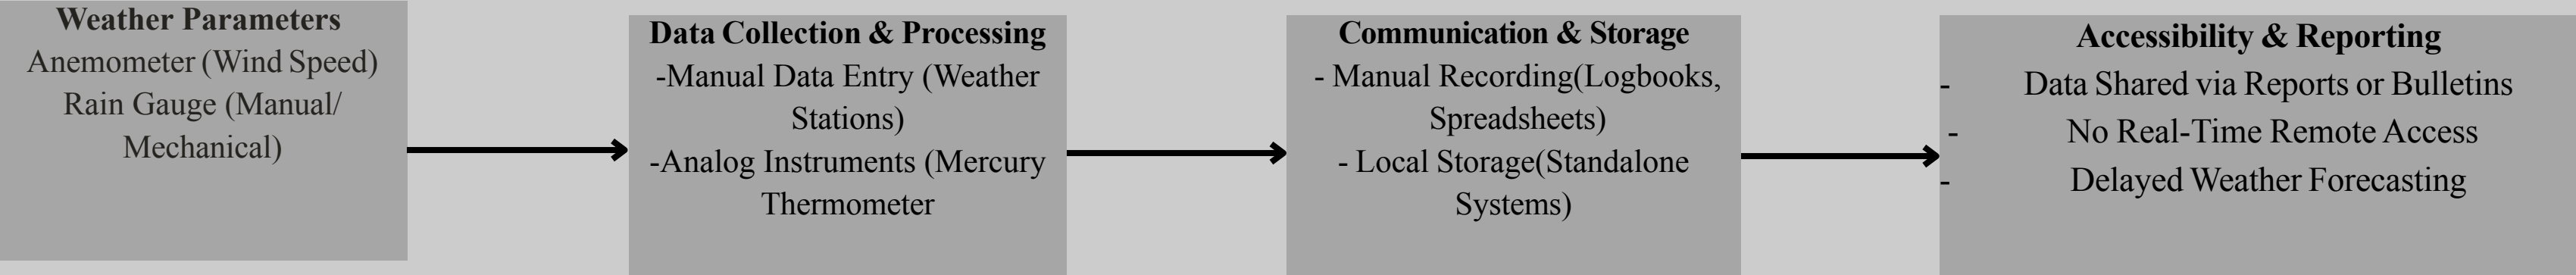 Weather Parameters
Anemometer (Wind Speed)
Rain Gauge (Manual/
Mechanical)
Data Collection & Processing
-Manual Data Entry (Weather
Stations)
-Analog Instruments (Mercury
Thermometer
Communication & Storage
- Manual Recording(Logbooks,
Spreadsheets)
- Local Storage(Standalone
Systems)
Accessibility & Reporting
- Data Shared via Reports or Bulletins
- No Real-Time Remote Access
- Delayed Weather Forecasting